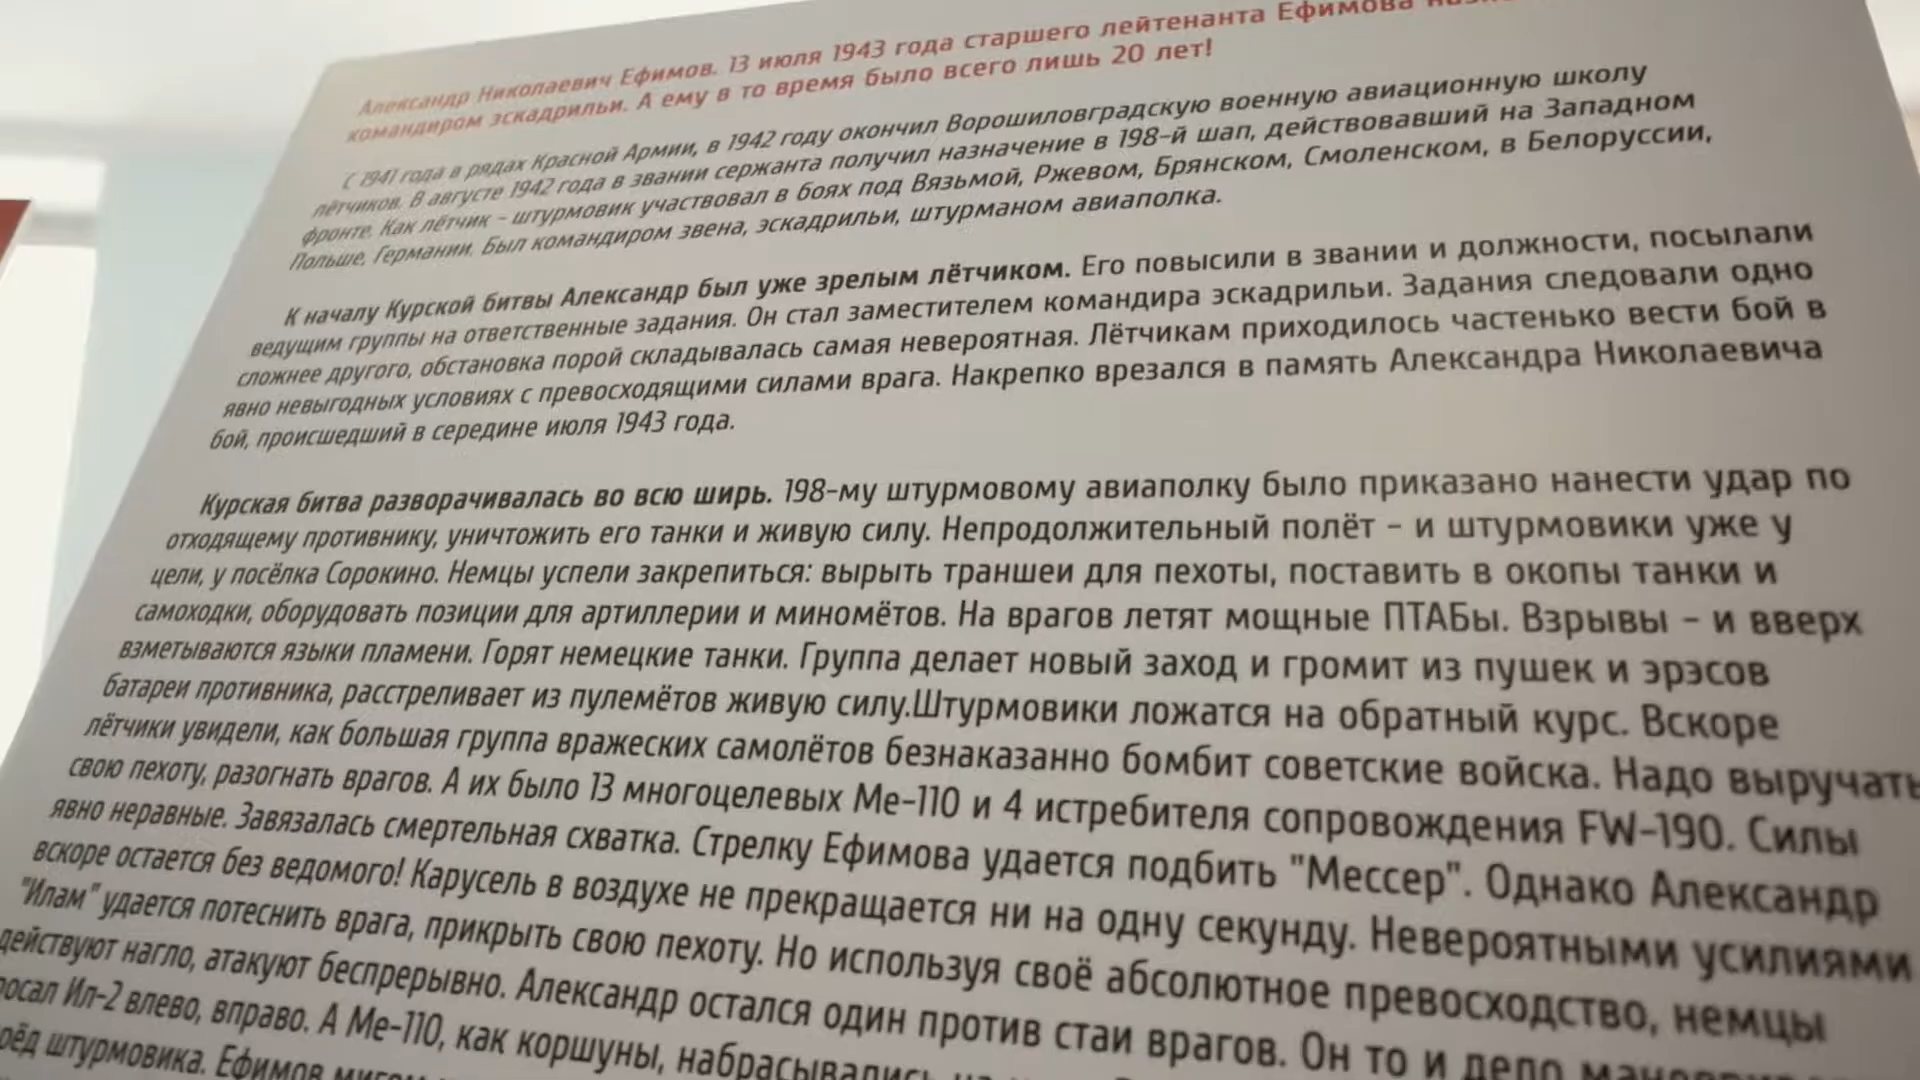 Александр Николаевич Ефимов. 13 июля 1943 года старшего лейтенанта Ефимова
командиром эскадрильи. А ему в то время было всего лишь 20 лет!
С 1941 года в рядах Красной Армии, в 1942 году окончил Ворошиловградскую военную авиационную школу
лётчиков. В августе 1942 года в звании сержанта получил назначение в 198-й шап, действовавший на Западном
фронте. Как лётчик - штурмовик участвовал в боях под Вязьмой, Ржевом, Брянском, Смоленском, в Белоруссии,
Польше, Германии. Был командиром звена, эскадрильи, штурманом авиаполка.
К началу Курской битвы Александр был уже зрелым лётчиком. Его повысили в звании и должности, посылали
ведущим группы на ответственные задания. Он стал заместителем командира эскадрильи. Задания следовали одно
сложнее другого, обстановка порой складывалась самая невероятная. Лётчикам приходилось частенько вести бой в
явно невыгодных условиях с превосходящими силами врага. Накрепко врезался в память Александра Николаевича
бой, происшедший в середине июля 1943 года.
Курская битва разворачивалась во всю ширь. 198-му штурмовому авиаполку было приказано нанести удар по
отходящему противнику, уничтожить его танки и живую силу. Непродолжительный полёт - и штурмовики уже у
цели, у посёлка Сорокино. Немцы успели закрепиться: вырыть траншеи для пехоты, поставить в окопы танки и
самоходки, оборудовать позиции для артиллерии и миномётов. На врагов летят мощные ПТАБы. Взрывы - и вверх
взметываются языки пламени. Горят немецкие танки. Группа делает новый заход и громит из пушек и эрэсов
батареи противника, расстреливает из пулемётов живую силу.Штурмовики ложатся на обратный курс. Вскоре
лётчики увидели, как большая группа вражеских самолётов безнаказанно бомбит советские войска. Надо выручать
свою пехоту, разогнать врагов. А их было 13 многоцелевых Ме-110 и 4 истребителя сопровождения FW-190. Силы
явно неравные. Завязалась смертельная схватка. Стрелку Ефимова удается подбить "Мессер". Однако Александр
вскоре остается без ведомого! Карусель в воздухе не прекращается ни на одну секунду. Невероятными усилиями
"Илам" удается потеснить врага, прикрыть свою пехоту. Но используя своё абсолютное превосходство, немцы
действуют нагло, атакуют беспрерывно. Александр остался один против стаи врагов. Он то и дело
Ил-2 влево, вправо. А Ме-110, как коршуны, набрасывались
штурмовика. Ефимов